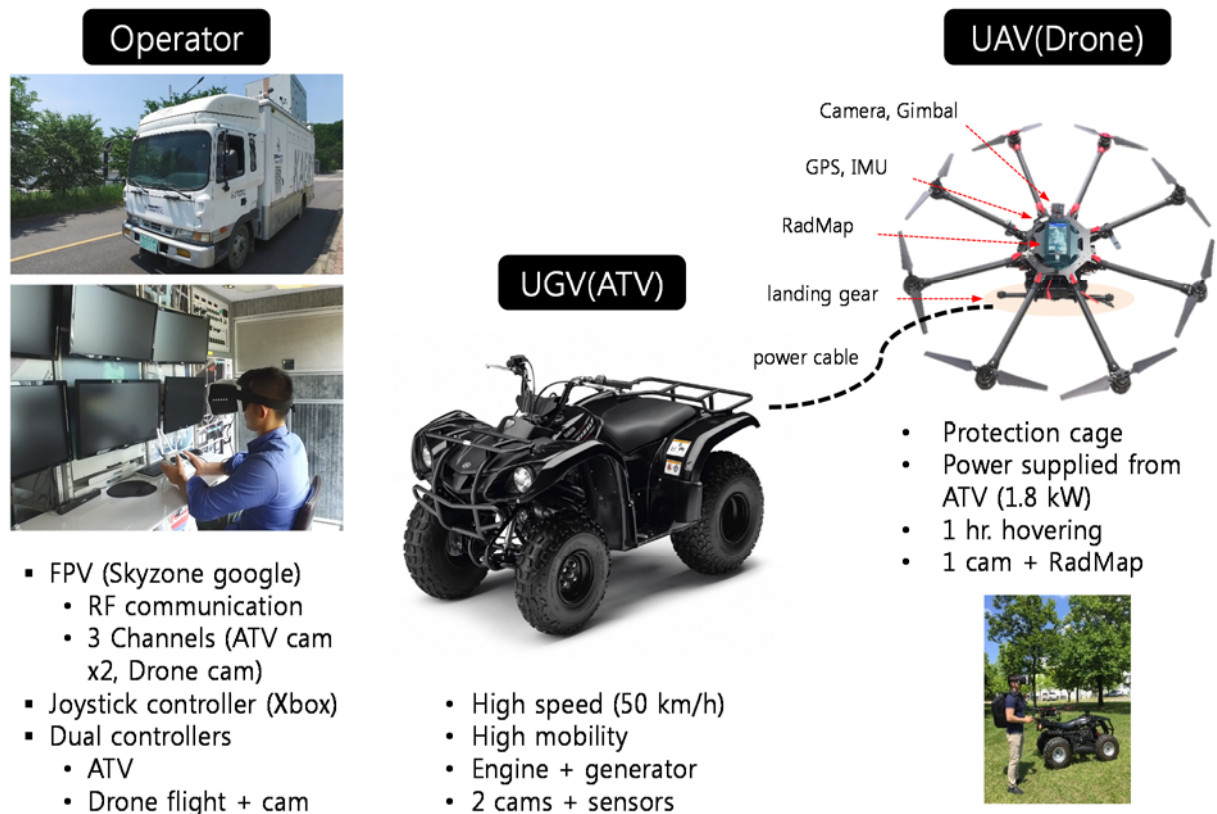 Operator
FPV (Skyzone google)
RF communication
3 Channels (ATV cam
x2, Drone cam)
Joystick controller (Xbox)
Dual controllers
ATV
Drone flight + cam
UGV(ATV)
High speed (50 km/h)
High mobility
Engine + generator
2 cams + sensors
UAV(Drone)
Camera, Gimbal
GPS, IMU
RadMap
landing gear
power cable
Protection cage
Power supplied from
ATV (1.8 kW)
1 hr. hovering
1 cam + RadMap